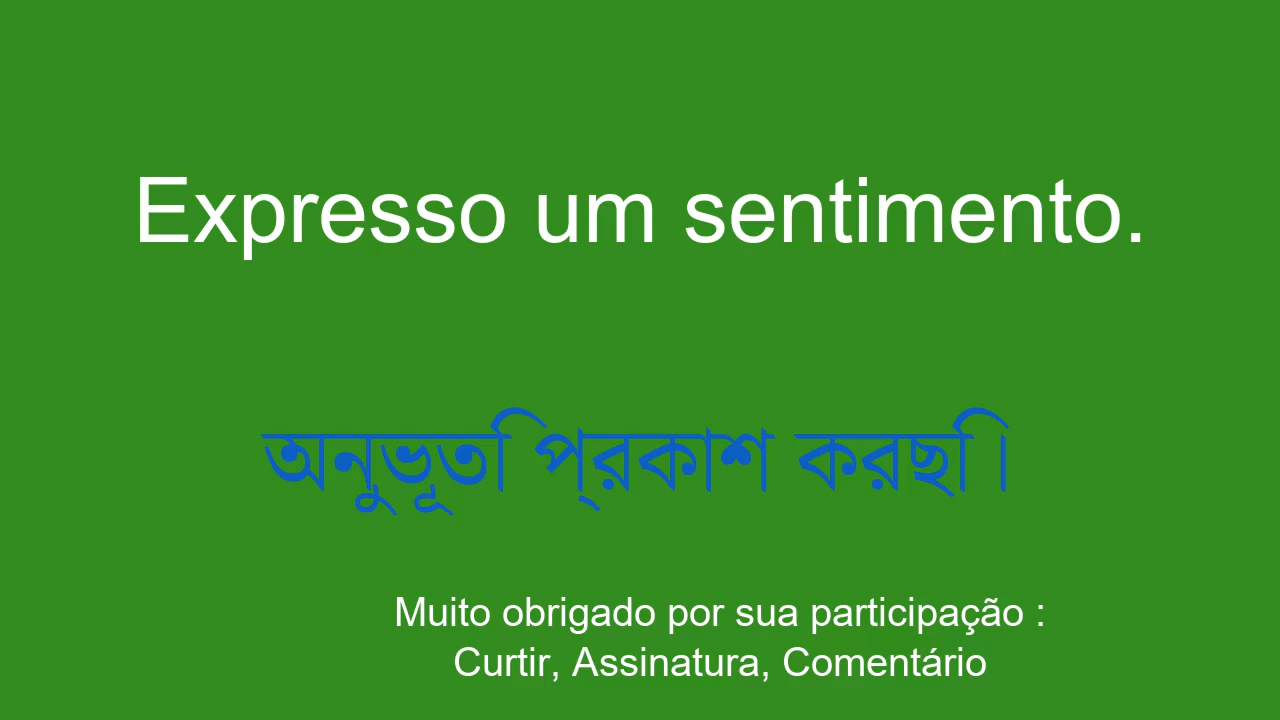 Expresso um sentimento.
অনুভূতি প্রকাশ করছি।
Muito obrigado por sua participação :
Curtir, Assinatura, Comentário